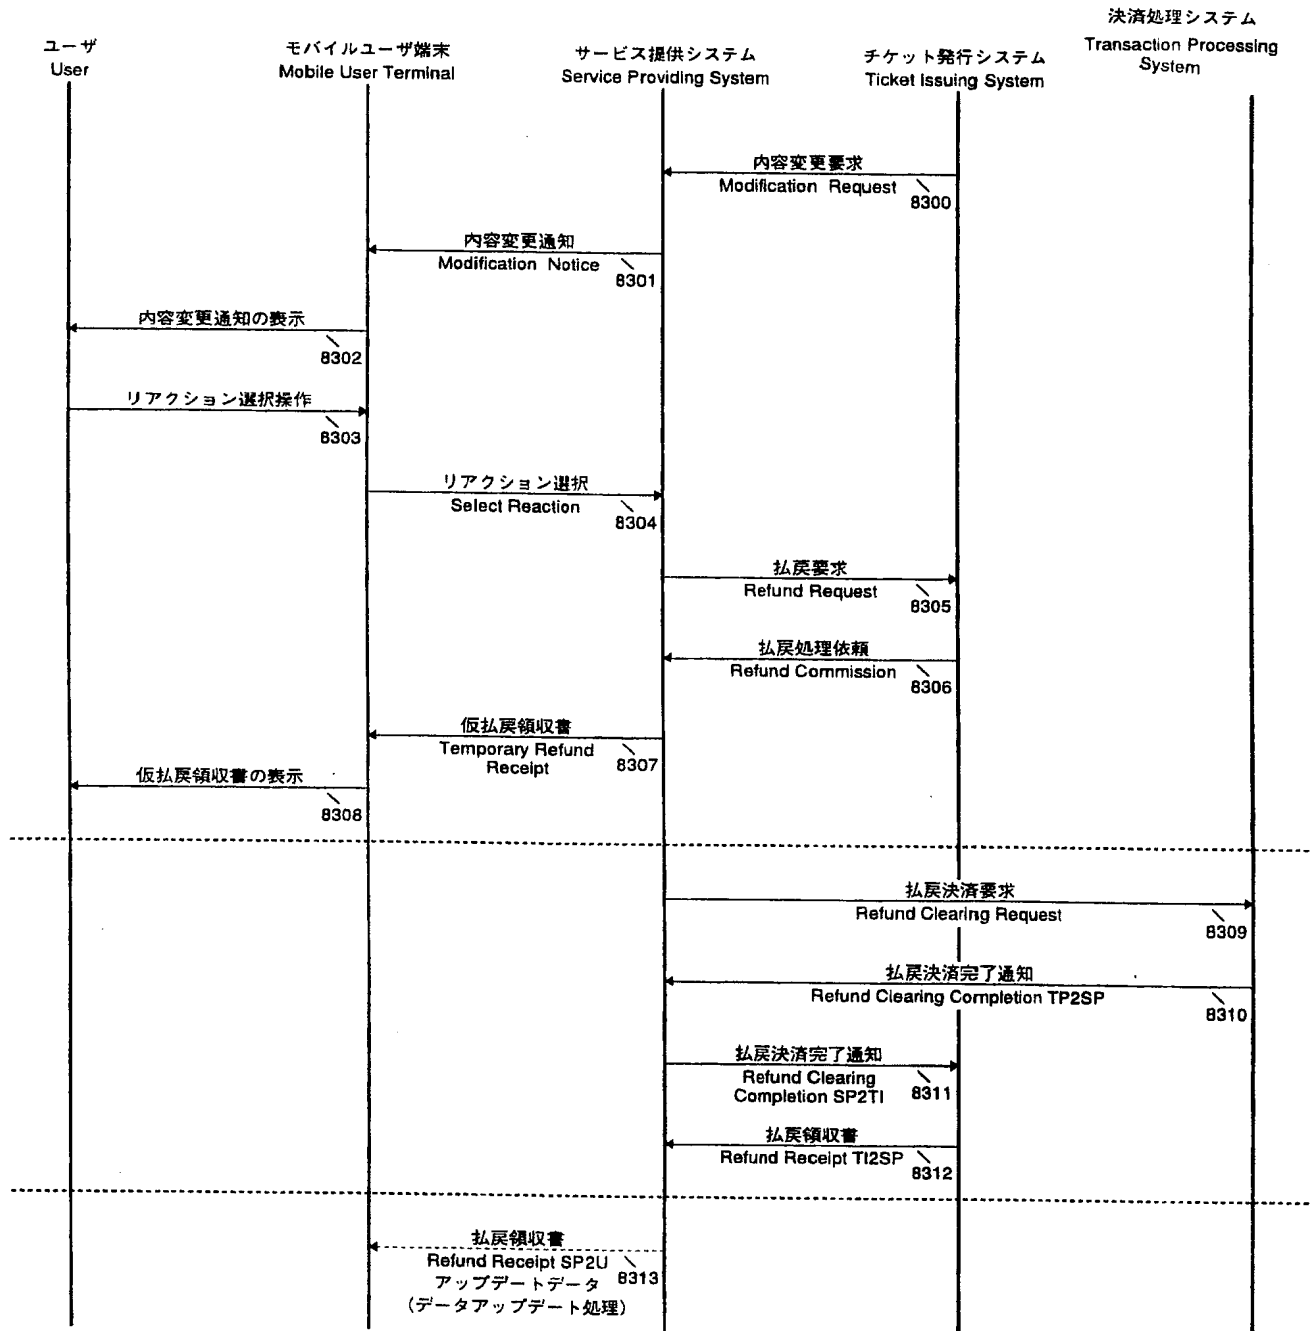 ユーザ
User
モバイルユーザ端末
Mobile User Terminal
サービス提供システム
Service Providing System
チケット発行システム
Ticket Issuing System
決済処理システム
Transaction Processing
System
内容変更要求
Modification Request
8300
内容変更通知
Modification Notice
8301
内容変更通知の表示
8302
リアクション選択操作
8303
リアクション選択
Select Reaction
8304
払戻要求
Refund Request
8305
払戻処理依頼
Refund Commission
8306
仮払戻領収書
Temporary Refund
Receipt
8307
仮払戻領収書の表示
8308
払戻決済要求
Refund Clearing Request
8309
払戻決済完了通知
Refund Clearing Completion TP2SP
8310
払戻決済完了通知
Refund Clearing
Completion SP2TI
8311
払戻領収書
Refund Receipt TI2SP
8312
払戻領収書
Refund Receipt SP2U
8313
アップデートデータ
(データアップデート処理)